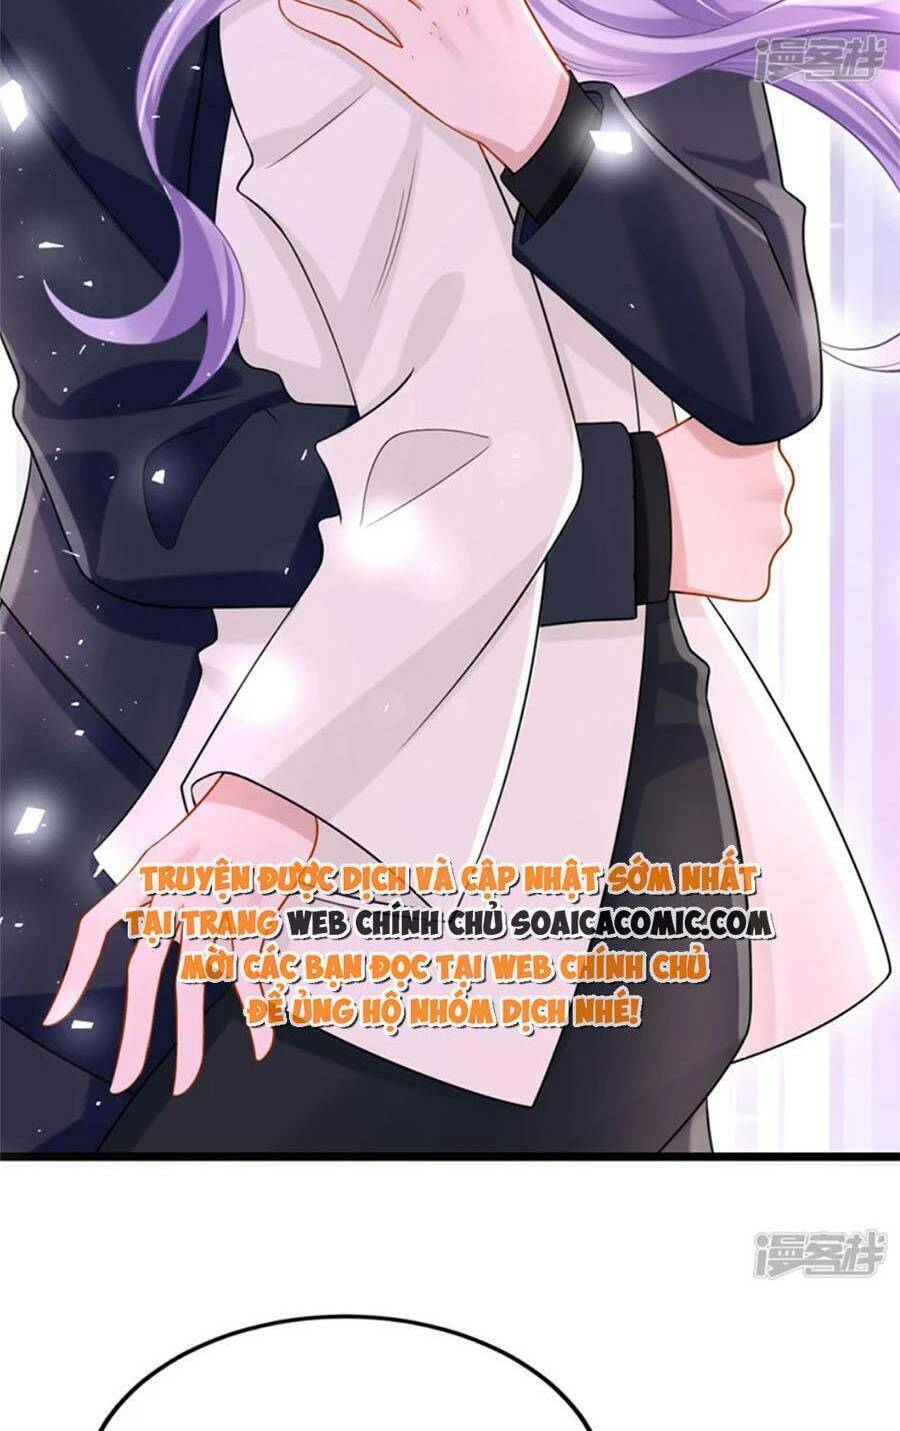 漫客栈
TRUYỆN ĐƯỢC DỊCH VÀ CẬP NHẬT SỚM NHẤT
TẠI TRANG WEB CHÍNH CHỦ SOAICACOMIC.COM
MỜI CÁC BẠN ĐỌC TẠI WEB CHÍNH CHỦ
ĐỂ ỦNG HỘ NHÓM DỊCH NHÉ!
漫客栈